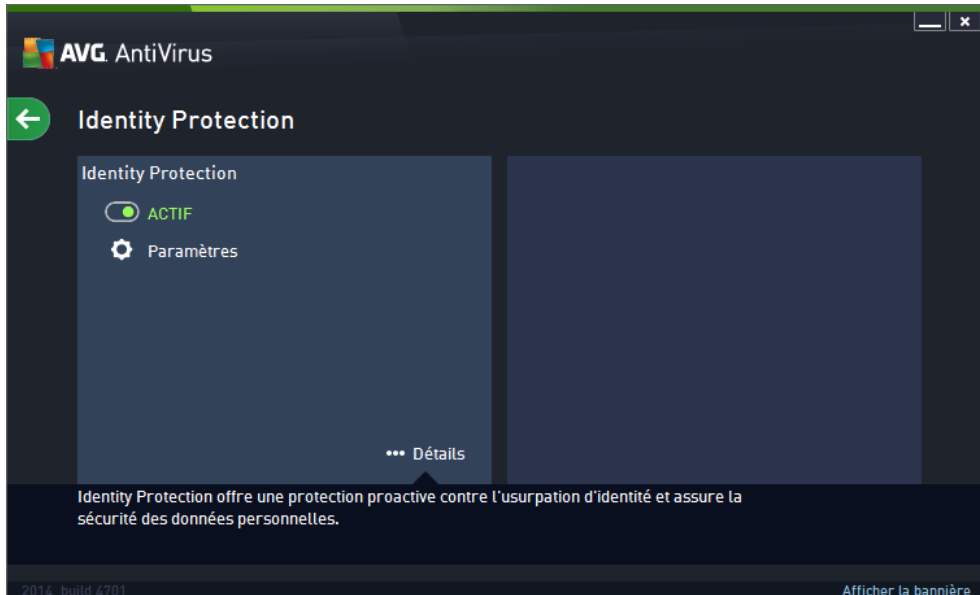 AVG. AntiVirus
Identity Protection
Identity Protection
ACTIF
Paramètres
••• Détails
Identity Protection offre une protection proactive contre l'usurpation d'identité et assure la
sécurité des données personnelles.
2014 build 4701
Afficher la bannière